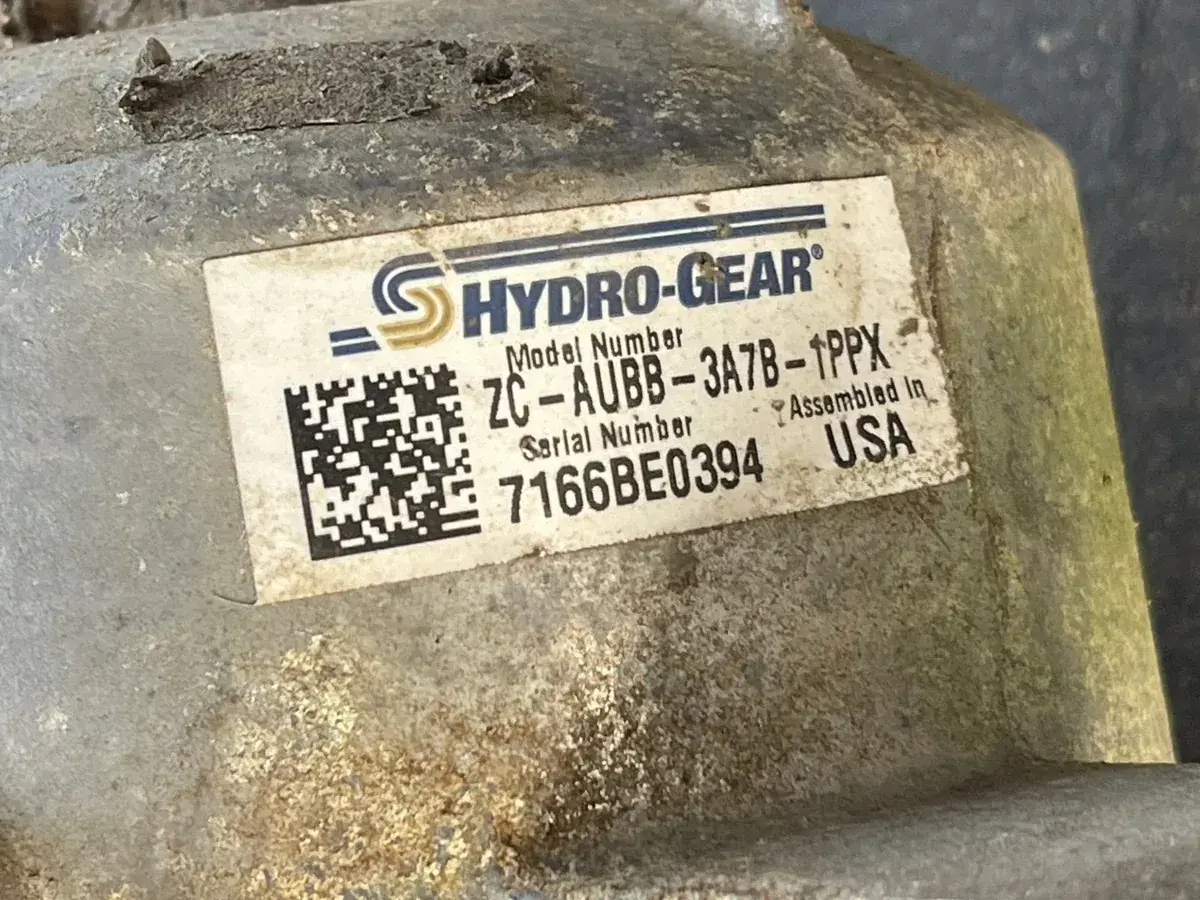 HYDRO-GEAR®
Model Number
ZC-AUBB-3A7B-1PPX
Serial Number
Assembled In
7166BE0394
USA